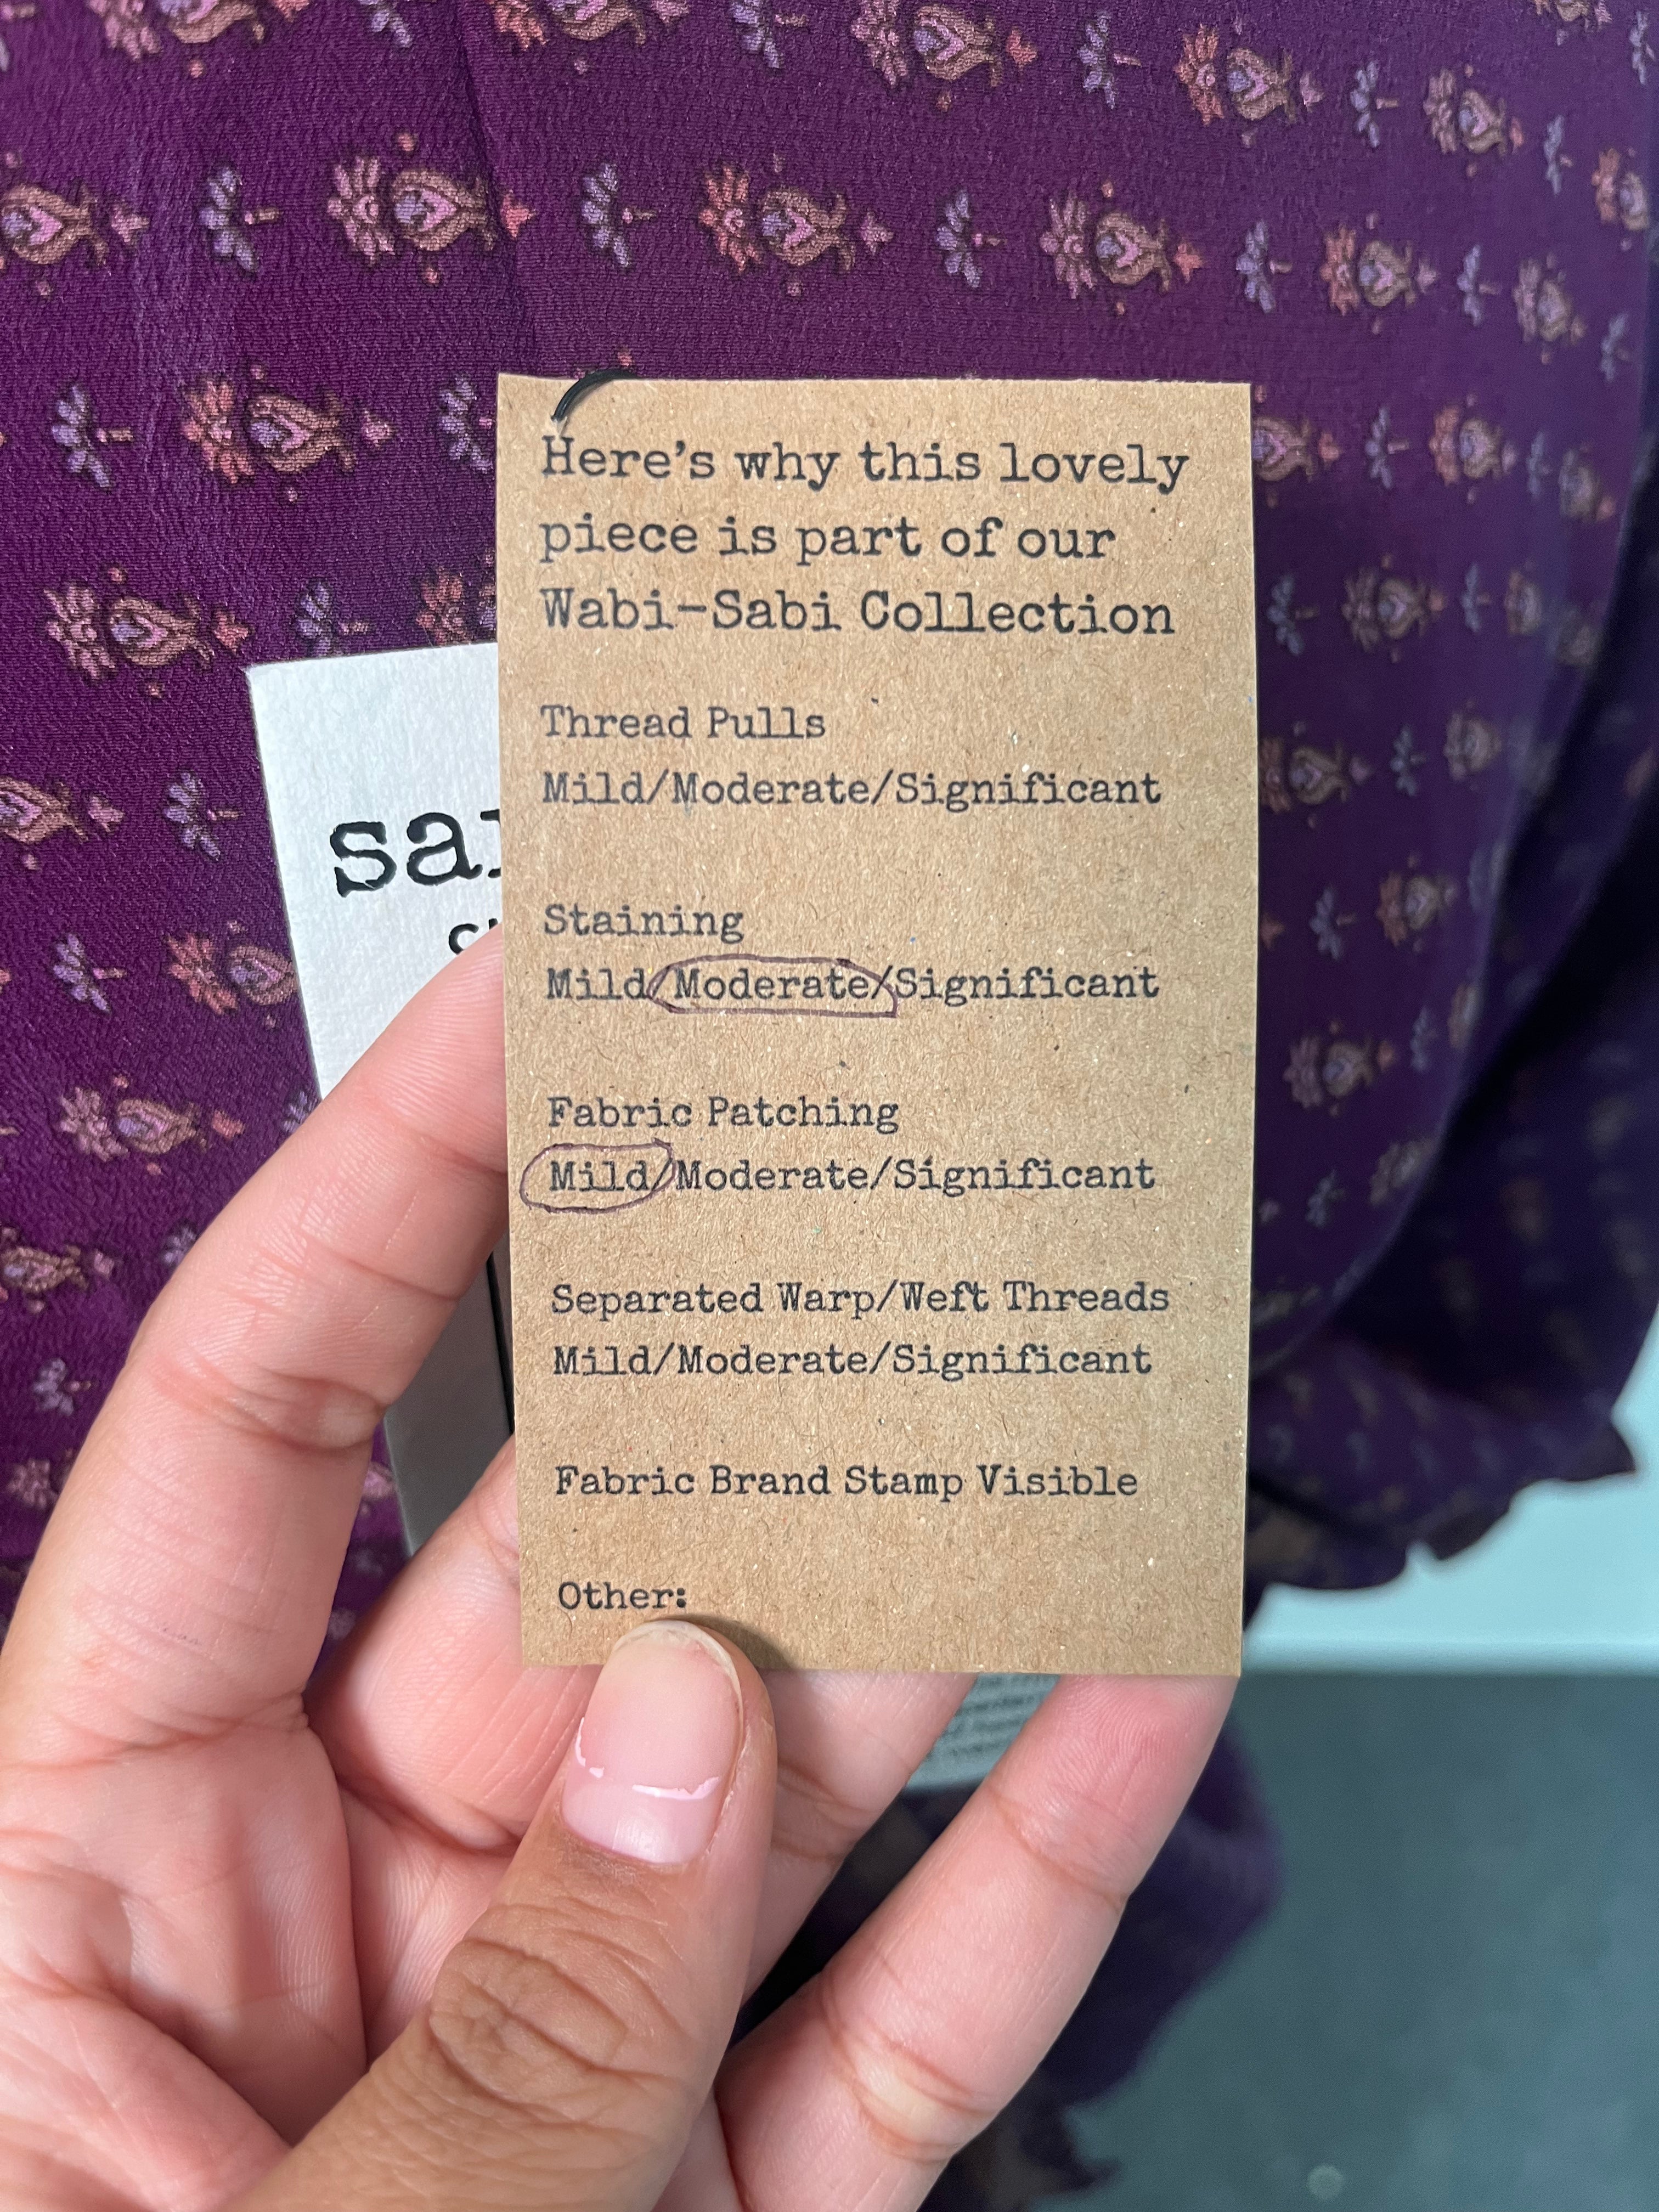 Here's why this lovely
piece is part of our
Wabi-Sabi Collection
Thread Pulls
Mild/Moderate/Significant
Staining
Mild/Moderate/Significant
Fabric Patching
Mild/Moderate/Significant
Separated Warp/Weft Threads
Mild/Moderate/Significant
Fabric Brand Stamp Visible
Other: